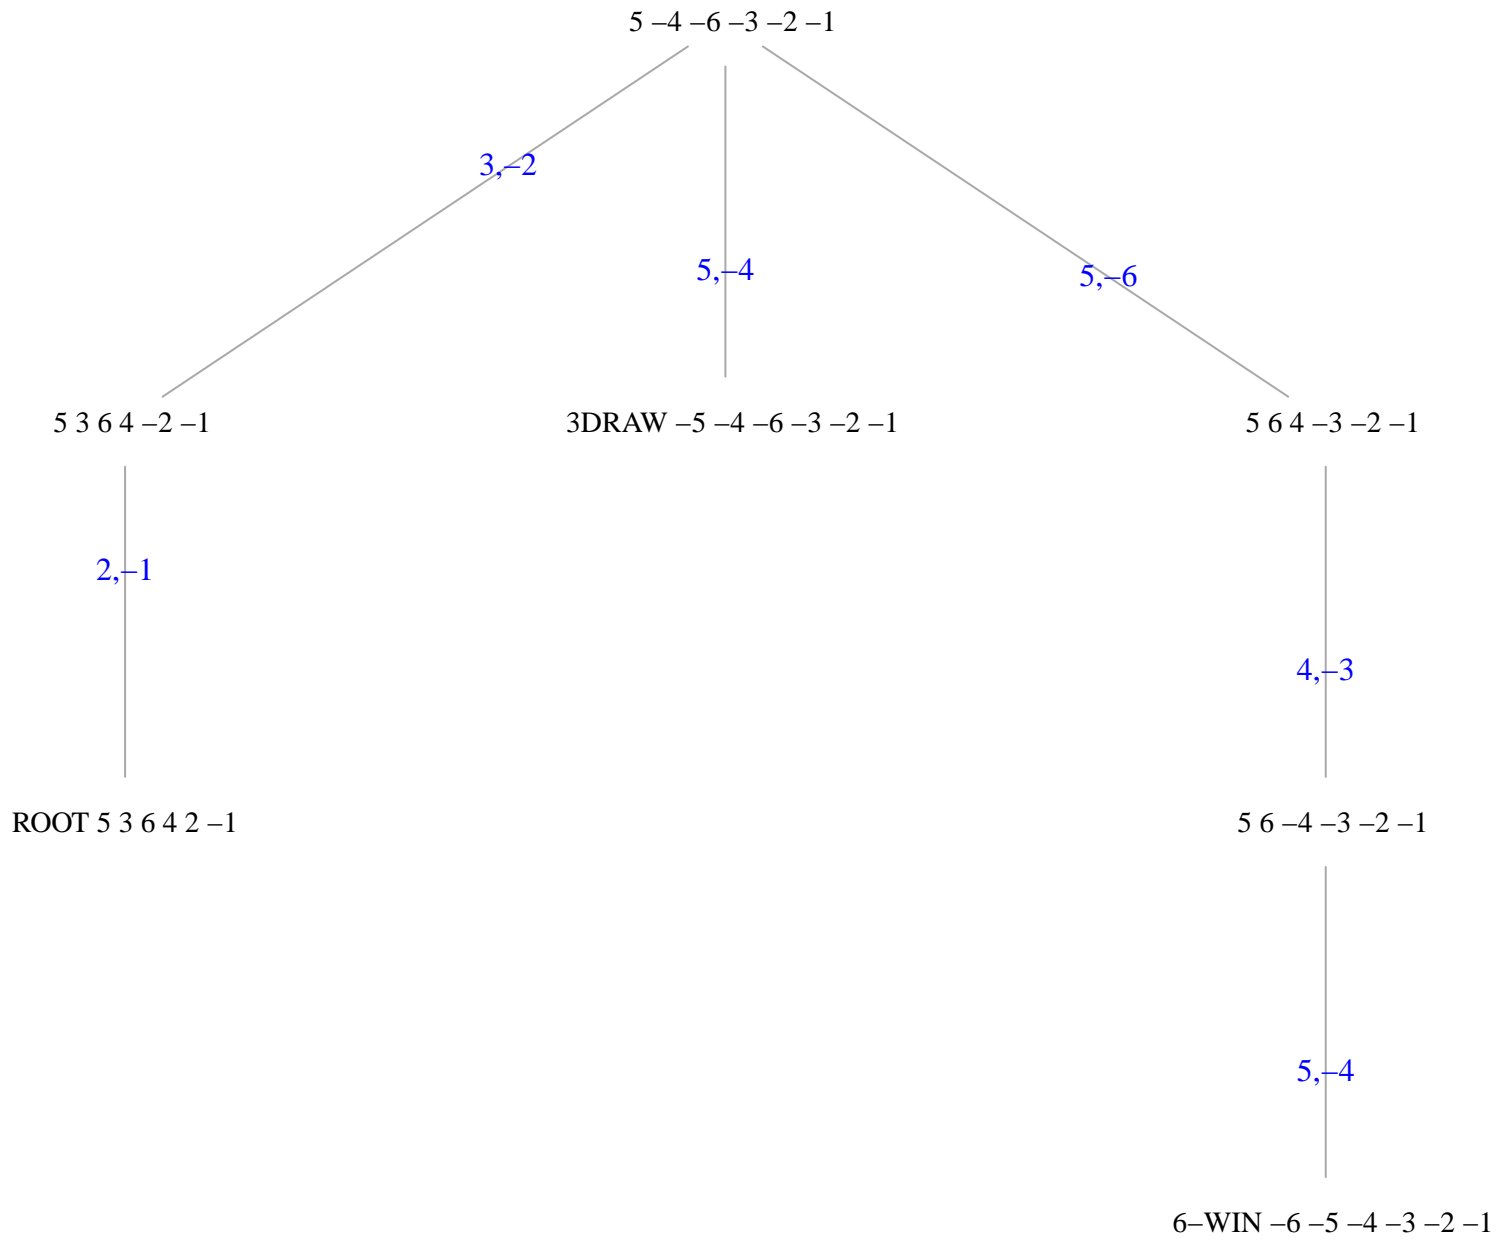 5 –4 –6 –3 –2 –1
3,–2
5,–4
5,–6
5 3 6 4 –2 –1
3DRAW –5 –4 –6 –3 –2 –1
5 6 4 –3 –2 –1
2,–1
4,–3
ROOT 5 3 6 4 2 –1
5 6 –4 –3 –2 –1
5,–4
6–WIN –6 –5 –4 –3 –2 –1